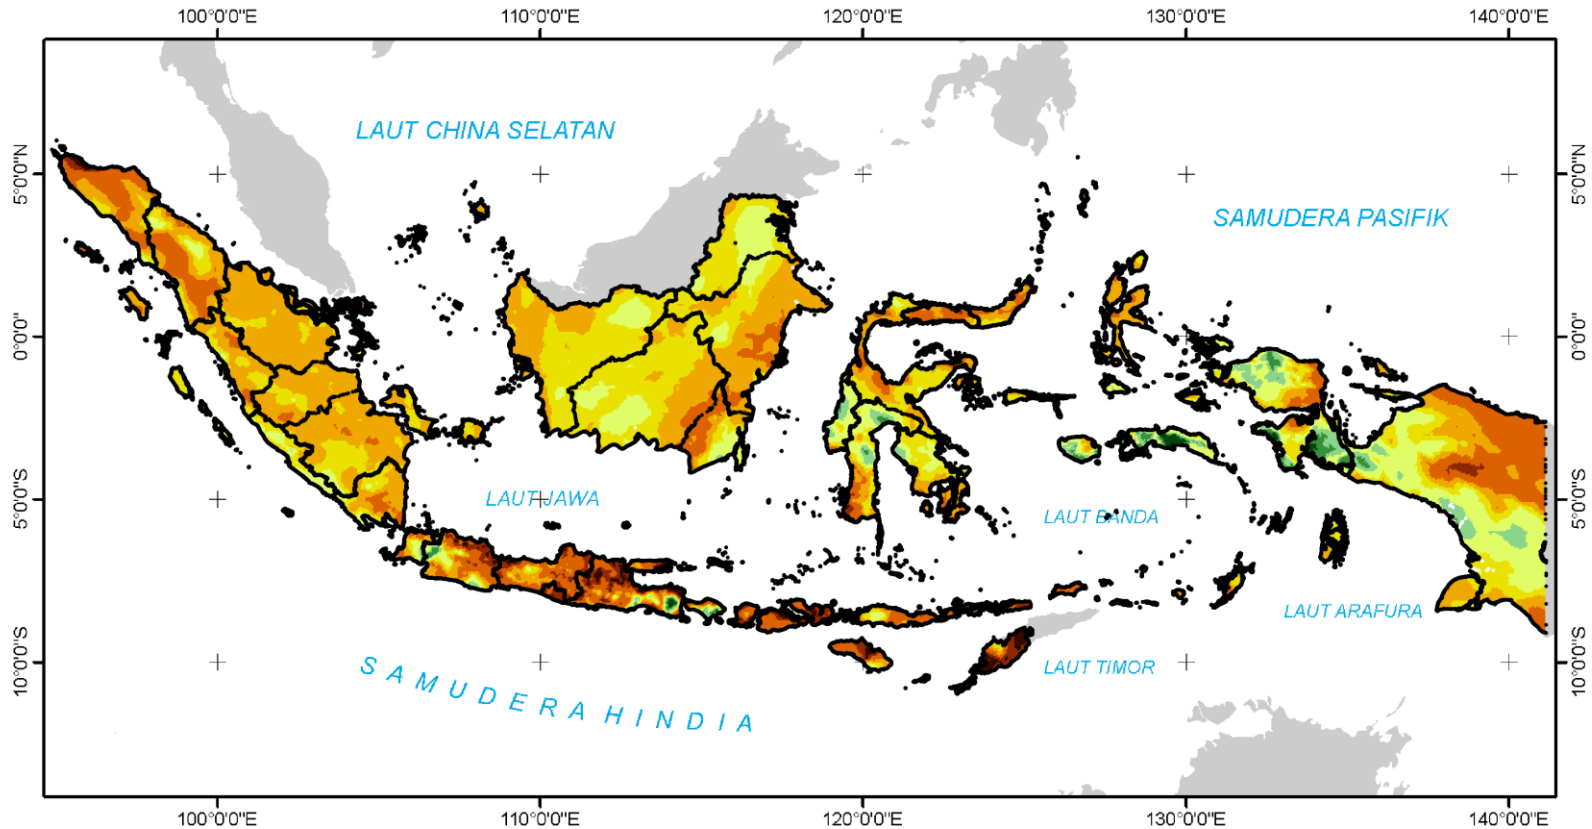 100°0'0"E 110°0'0"E 120°0'0"E 130°0'0"E 140°0'0"E
LAUT CHINA SELATAN
5°0'0"N 5°0'0"N
SAMUDERA PASIFIK
0°0'0" 0°0'0"
LAUT JAWA
5°0'0"S 5°0'0"S
LAUT BANDA
LAUT ARAFURA
10°0'0"S 10°0'0"S
LAUT TIMOR
SAMUDERA HINDIA
100°0'0"E 110°0'0"E 120°0'0"E 130°0'0"E 140°0'0"E